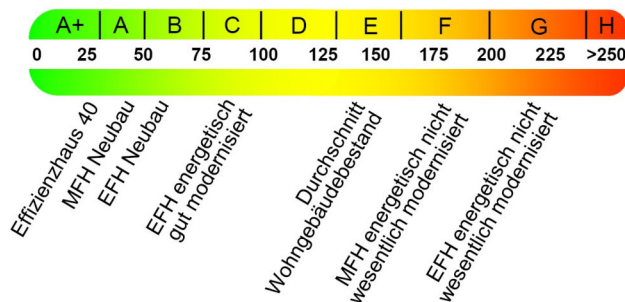 A+ A B C D E F G H
0 25 50 75 100 125 150 175 200 225 >250
Effizienzhaus 40
MFH Neubau
EFH Neubau
EFH energetisch
gut modernisiert
Durchschnitt
Wohngebäudebestand
MFH energetisch nicht
wesentlich modernisiert
EFH energetisch nicht
wesentlich modernisiert